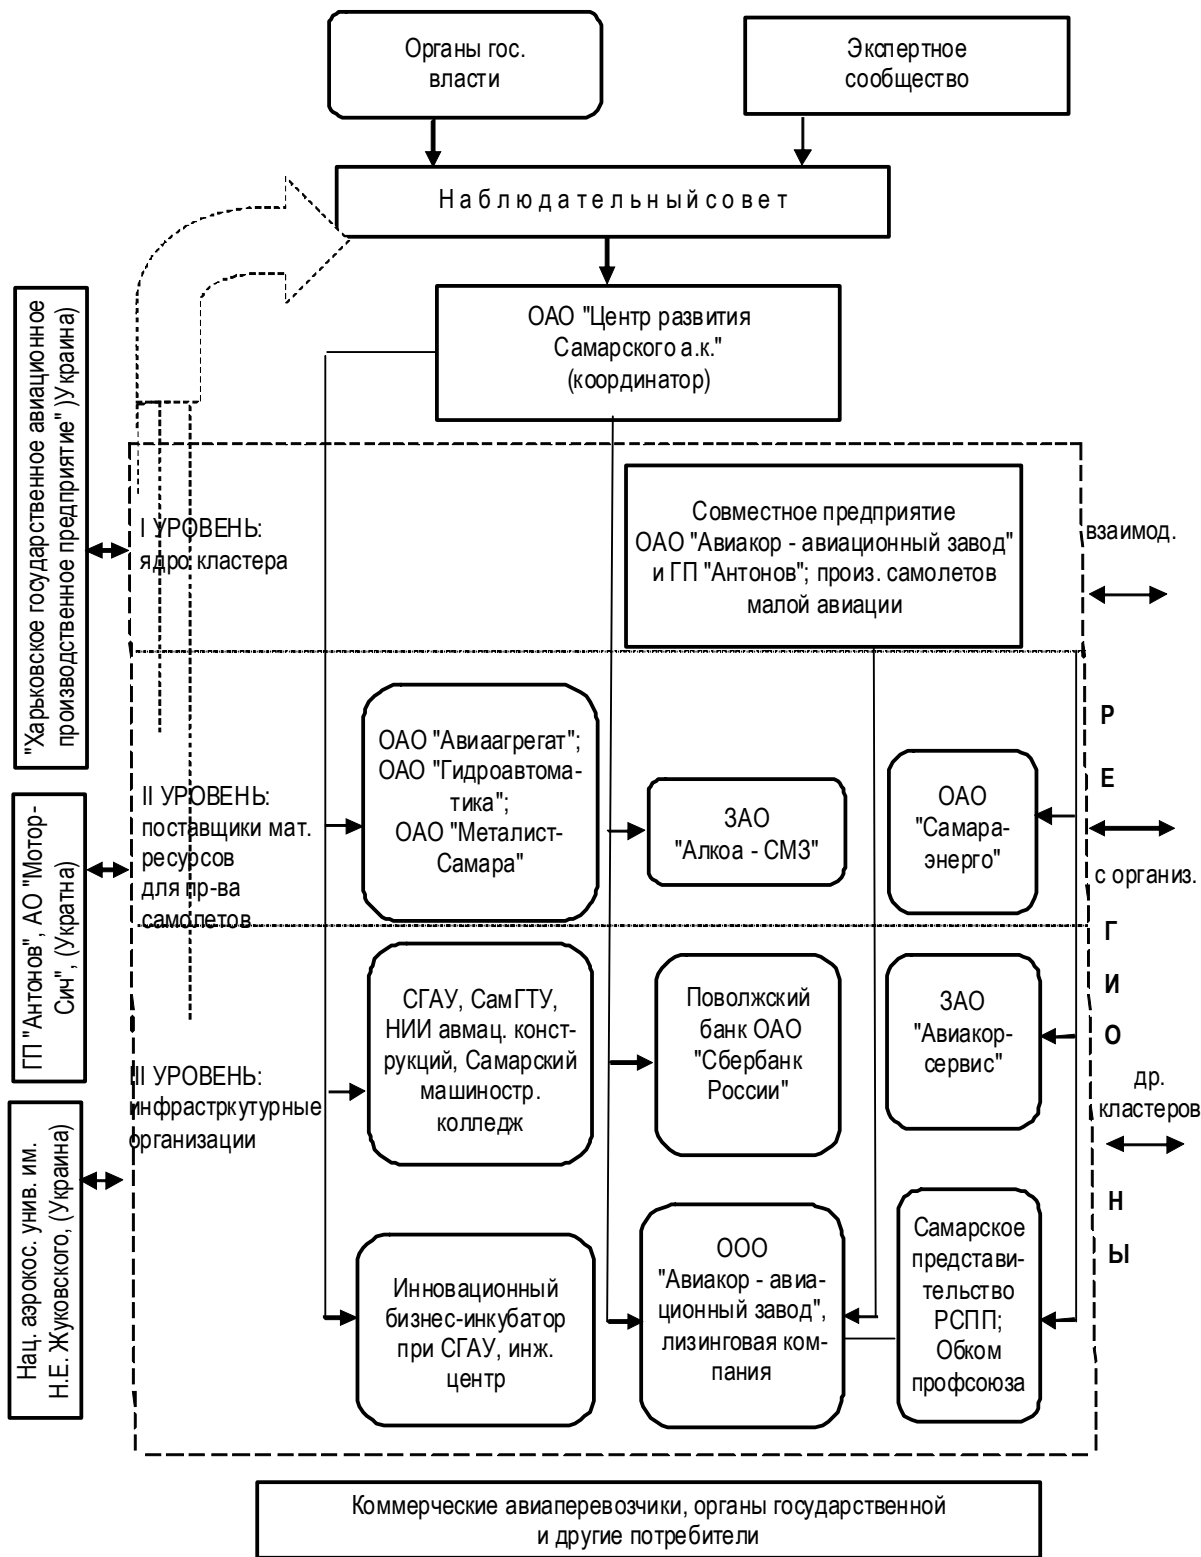 Органы гос.
власти
Экспертное
сообщество
Н а б л ю д а т е л ь н ы й с о в е т
ОАО "Центр развития
Самарского а.к."
(координатор)
"Харьковское государственное авиационное
производственное предприятие" )Украина)
I УРОВЕНЬ:
ядро кластера
Совместное предприятие
ОАО "Авиакор - авиационный завод"
и ГП "Антонов"; произ. самолетов
малой авиации
взаимод.
II УРОВЕНЬ:
поставщики мат.
ресурсов
для пр-ва
самолетов
ОАО "Авиаагрегат";
ОАО "Гидроавтома-
тика";
ОАО "Металист-
Самара"
ЗАО
"Алкоа - СМЗ"
ОАО
"Самара-
энерго"
с организ.
ГП "Антонов", АО "Мотор-
Сич", (Укратна)
III УРОВЕНЬ:
инфрастркутурные
организации
СГАУ, СамГТУ,
НИИ авмац. конст-
рукций, Самарский
машиностр.
колледж
Поволжский
банк ОАО
"Сбербанк
России"
ЗАО
"Авиакор-
сервис"
др.
кластеров
Нац. аэрокос. унив. им.
Н.Е. Жуковского, (Украина)
Инновационный
бизнес-инкубатор
при СГАУ, инж.
центр
ООО
"Авиакор - авиа-
ционный завод",
лизинговая ком-
пания
Самарское
представи-
тельство
РСПП;
Обком
профсоюза
Р
Е
Г
И
О
Н
Ы
Коммерческие авиаперевозчики, органы государственной
и другие потребители